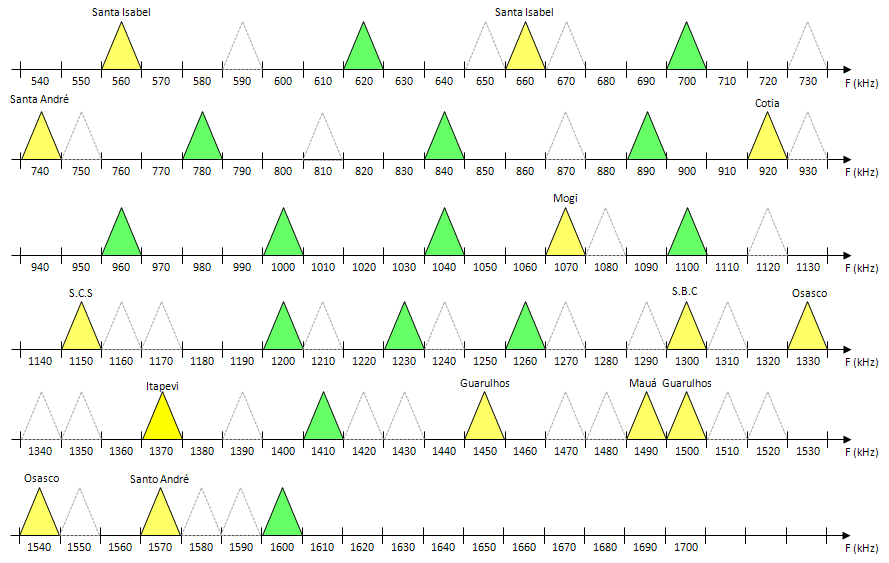 Santa Isabel Santa Isabel
540 550 560 570 580 590 600 610 620 630 640 650 660 670 680 690 700 710 720 730 F (kHz)
Santa André Cotia
740 750 760 770 780 790 800 810 820 830 840 850 860 870 880 890 900 910 920 930 F (kHz)
Mogi
940 950 960 970 980 990 1000 1010 1020 1030 1040 1050 1060 1070 1080 1090 1100 1110 1120 1130 F (kHz)
S.C.S S.B.C Osasco
1140 1150 1160 1170 1180 1190 1200 1210 1220 1230 1240 1250 1260 1270 1280 1290 1300 1310 1320 1330 F (kHz)
Itapevi Guarulhos Mauá Guarulhos
1340 1350 1360 1370 1380 1390 1400 1410 1420 1430 1440 1450 1460 1470 1480 1490 1500 1510 1520 1530 F (kHz)
Osasco Santo André
1540 1550 1560 1570 1580 1590 1600 1610 1620 1630 1640 1650 1660 1670 1680 1690 1700 F (kHz)